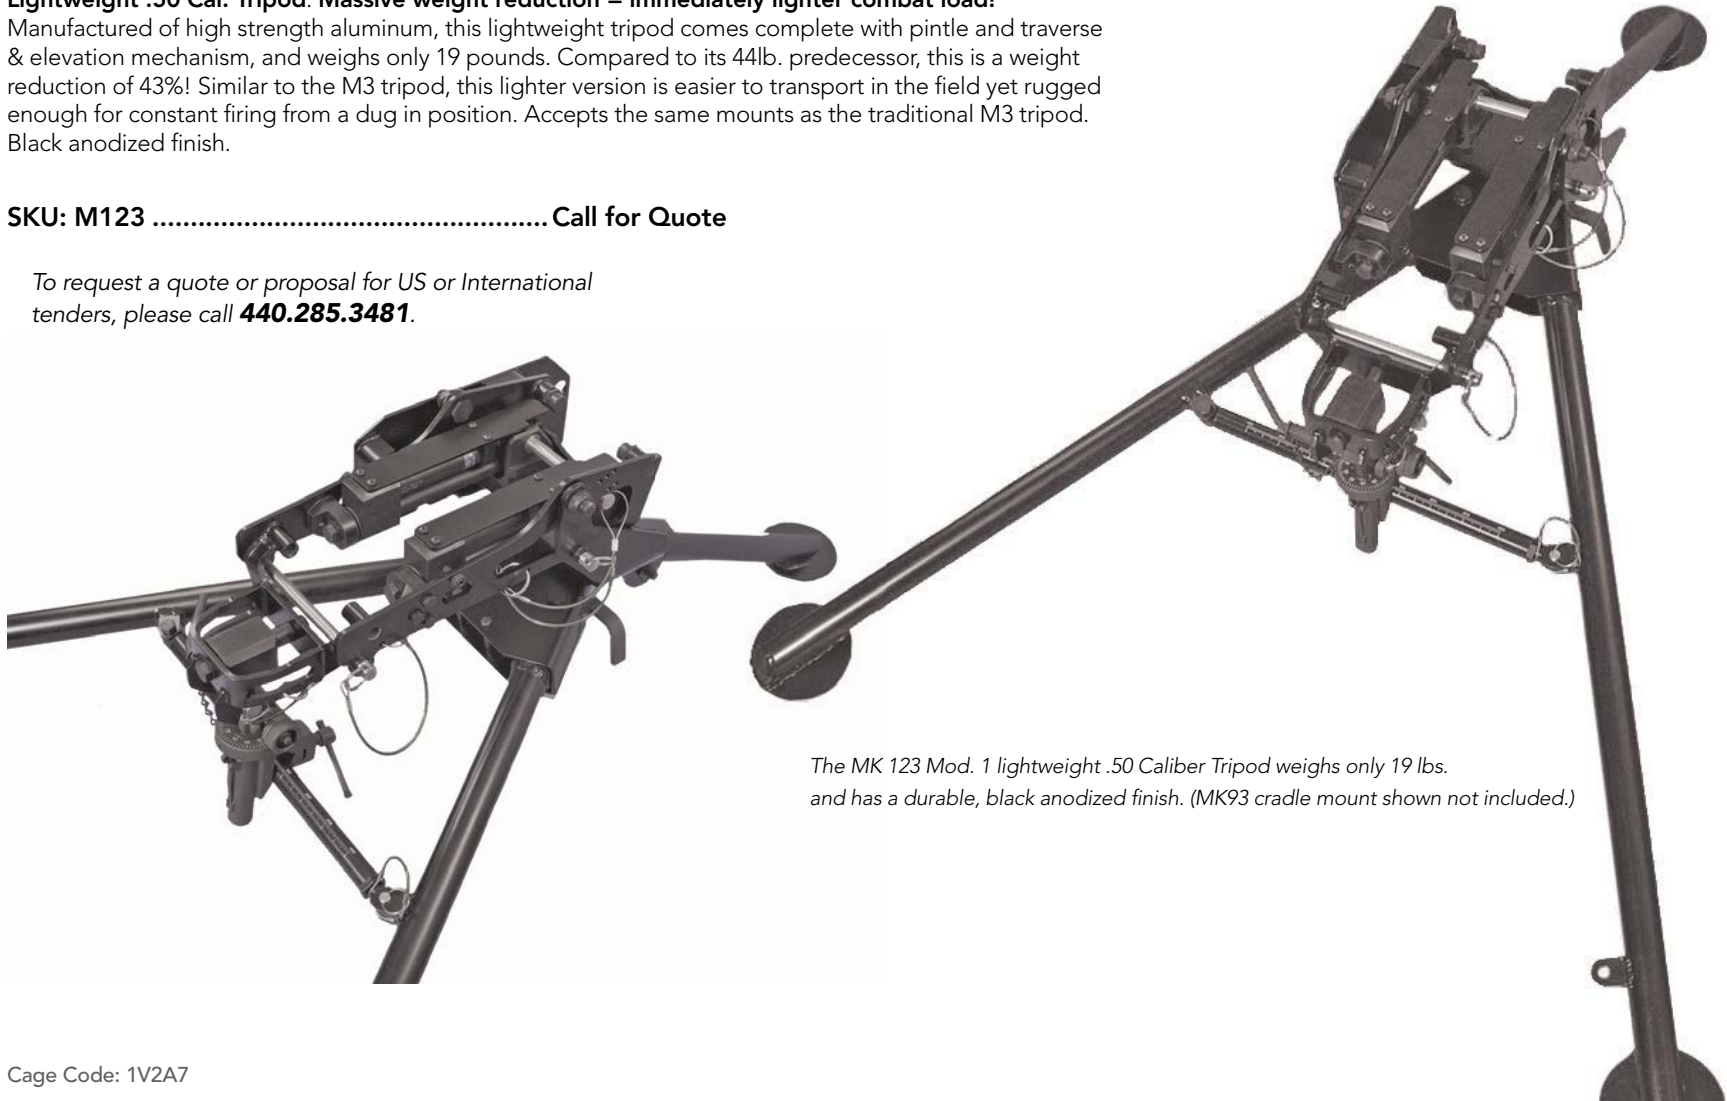 Lightweight .50 Cal. Tripod. Massive weight reduction = immediately lighter combat load!
Manufactured of high strength aluminum, this lightweight tripod comes complete with pintle and traverse
& elevation mechanism, and weighs only 19 pounds. Compared to its 44lb. predecessor, this is a weight
reduction of 43%! Similar to the M3 tripod, this lighter version is easier to transport in the field yet rugged
enough for constant firing from a dug in position. Accepts the same mounts as the traditional M3 tripod.
Black anodized finish.
SKU: M123 .................................................... Call for Quote
To request a quote or proposal for US or International
tenders, please call 440.285.3481.
The MK 123 Mod. 1 lightweight .50 Caliber Tripod weighs only 19 lbs.
and has a durable, black anodized finish. (MK93 cradle mount shown not included.)
Cage Code: 1V2A7